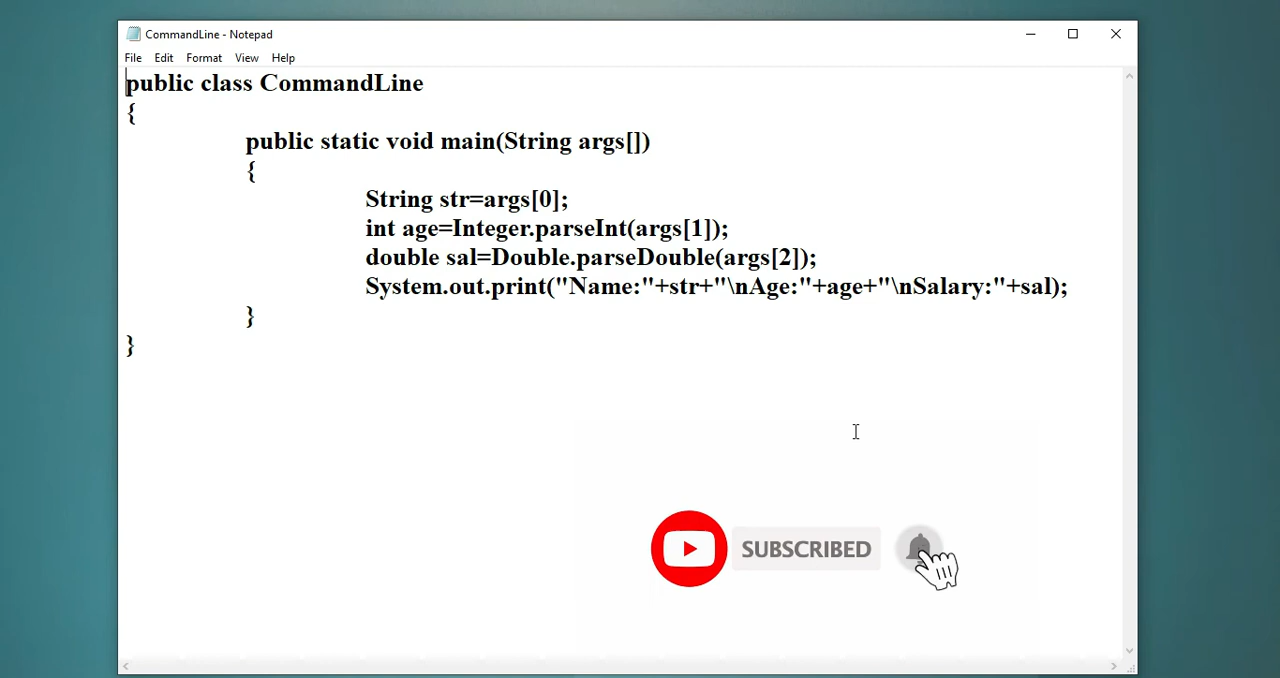 CommandLine - Notepad
File Edit Format View Help
public class CommandLine
{
public static void main(String args[])
{
String str=args[0];
int age=Integer.parseInt(args[1]);
double sal=Double.parseDouble(args[2]);
System.out.print("Name:"+str+"\nAge:"+age+"\nSalary:"+sal);
}
}
SUBSCRIBED